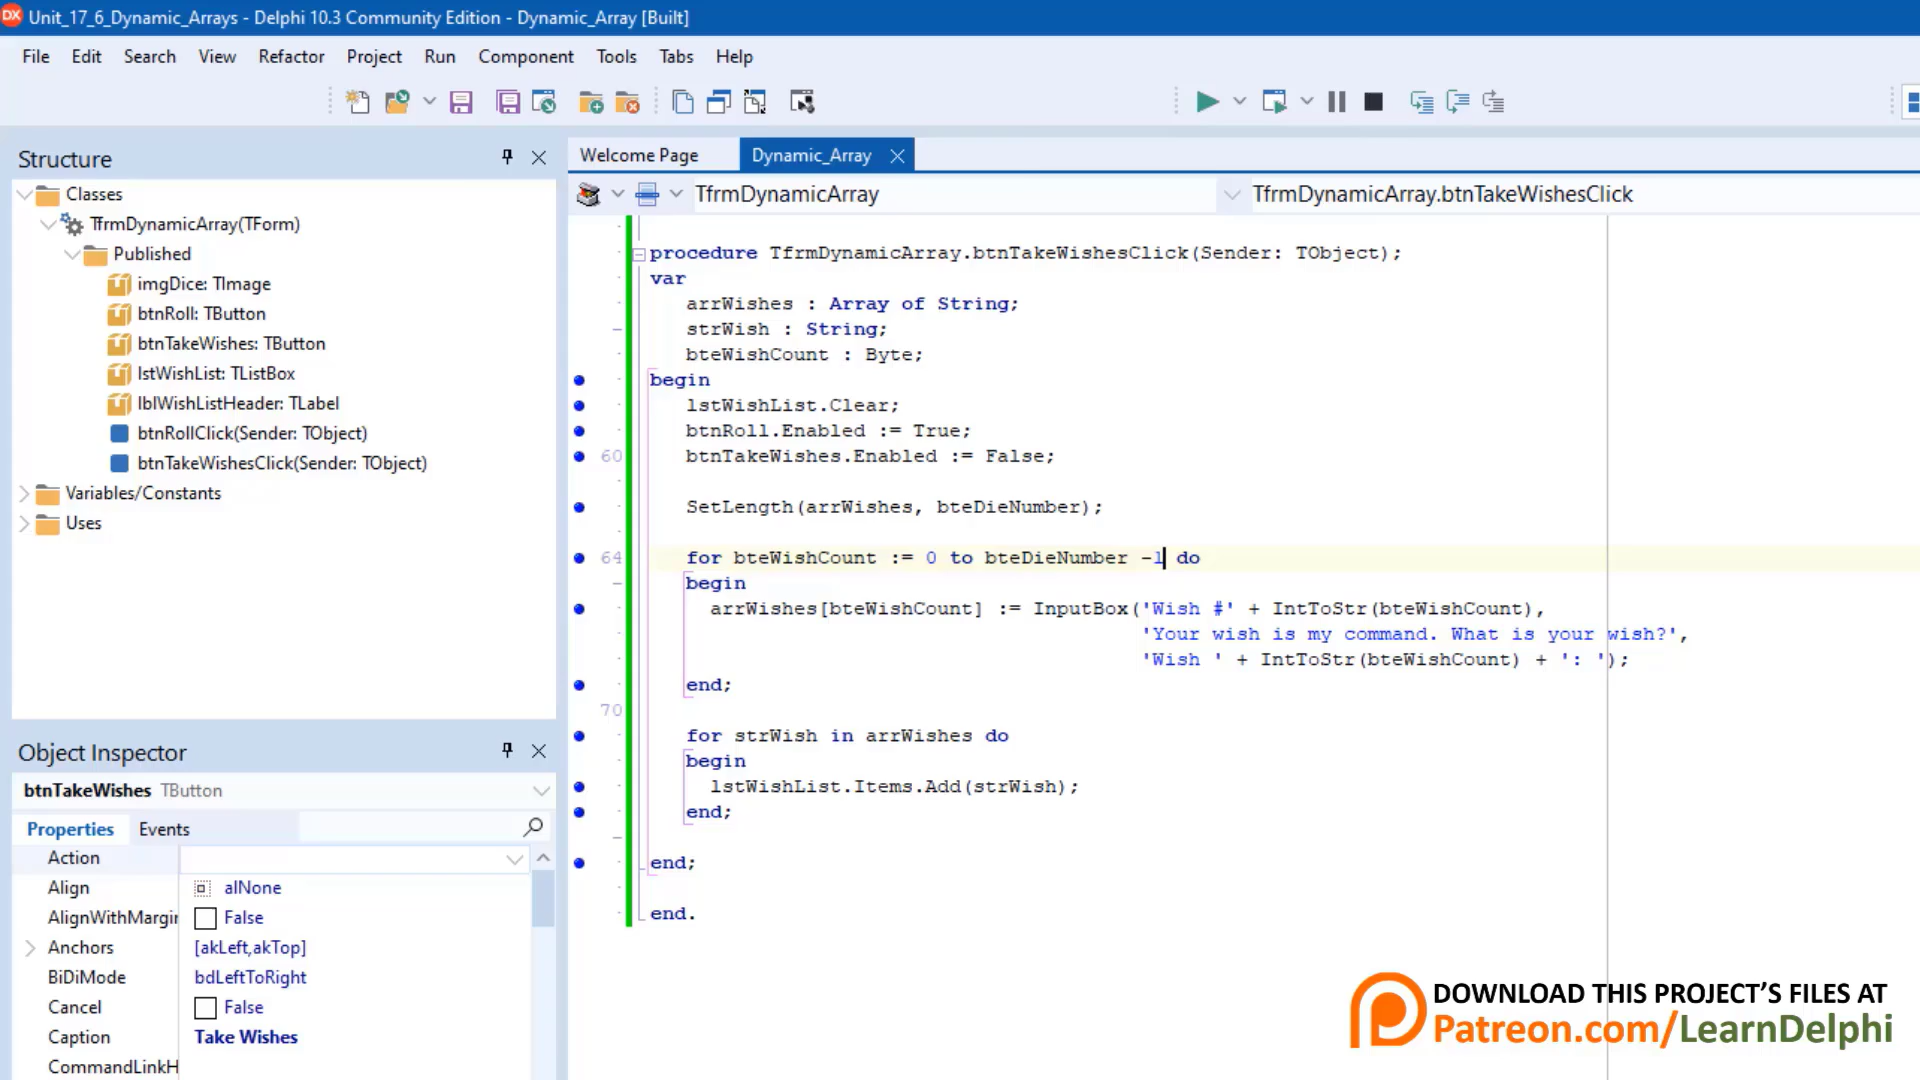 DX Unit_17_6_Dynamic_Arrays - Delphi 10.3 Community Edition - Dynamic_Array [Built]
File Edit Search View Refactor Project Run Component Tools Tabs Help
Structure
Classes
TfrmDynamicArray(TForm)
Published
imgDice: TImage
btnRoll: TButton
btnTakeWishes: TButton
lstWishList: TListBox
lblWishListHeader: TLabel
btnRollClick(Sender: TObject)
btnTakeWishesClick(Sender: TObject)
Variables/Constants
Uses
Object Inspector
btnTakeWishes TButton
Properties Events
Action
Align alNone
AlignWithMargir False
Anchors [akLeft,akTop]
BiDiMode bdLeftToRight
Cancel False
Caption Take Wishes
CommandLinkH
Welcome Page Dynamic_Array
TfrmDynamicArray TfrmDynamicArray.btnTakeWishesClick
procedure TfrmDynamicArray.btnTakeWishesClick(Sender: TObject);
var
arrWishes : Array of String;
strWish : String;
bteWishCount : Byte;
begin
lstWishList.Clear;
btnRoll.Enabled := True;
60 btnTakeWishes.Enabled := False;
SetLength(arrWishes, bteDieNumber);
64 for bteWishCount := 0 to bteDieNumber -1 do
begin
arrWishes[bteWishCount] := InputBox('Wish #' + IntToStr(bteWishCount),
'Your wish is my command. What is your wish?',
'Wish ' + IntToStr(bteWishCount) + ': ');
end;
70
for strWish in arrWishes do
begin
lstWishList.Items.Add(strWish);
end;
end;
end.
DOWNLOAD THIS PROJECT'S FILES AT
Patreon.com/LearnDelphi